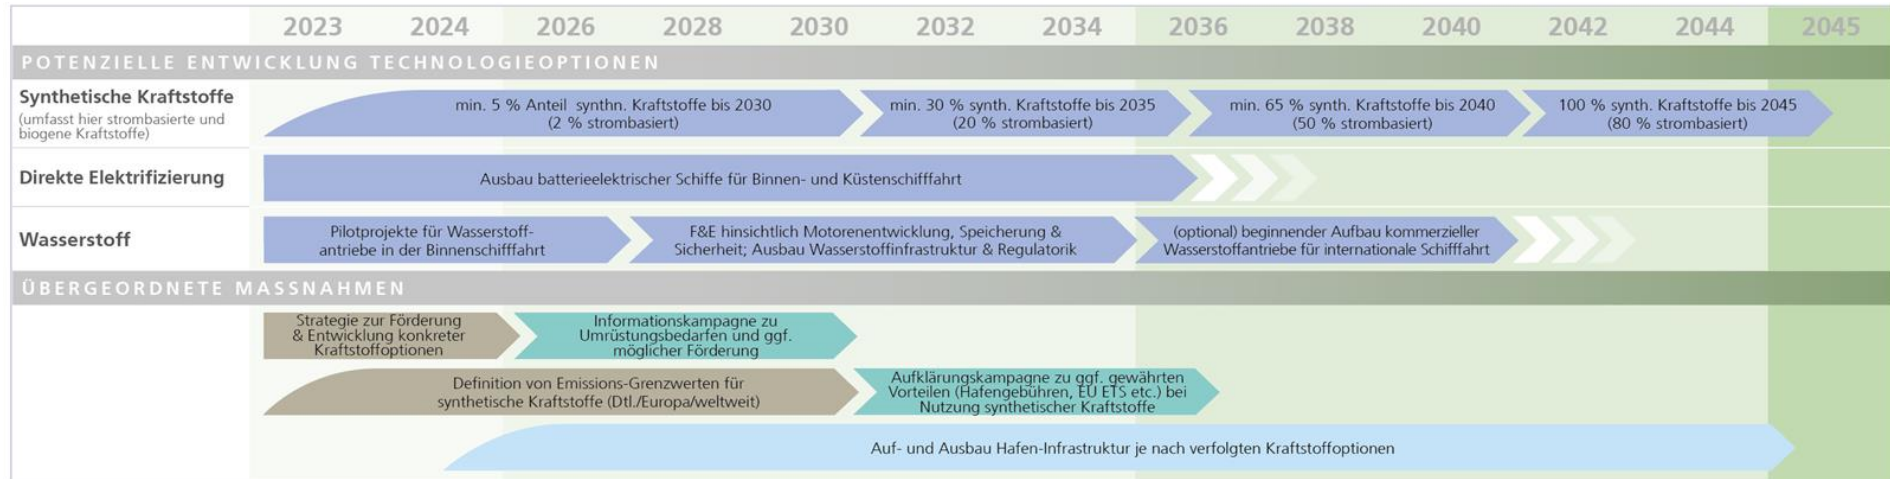 2023 2024 2026 2028 2030 2032 2034 2036 2038 2040 2042 2044 2045
POTENZIELLE ENTWICKLUNG TECHNOLOGIEOPTIONEN
Synthetische Kraftstoffe
(umfasst hier strombasierte und
biogene Kraftstoffe)
min. 5 % Anteil synthn. Kraftstoffe bis 2030
(2 % strombasiert)
min. 30 % synth. Kraftstoffe bis 2035
(20 % strombasiert)
min. 65 % synth. Kraftstoffe bis 2040
(50 % strombasiert)
100 % synth. Kraftstoffe bis 2045
(80 % strombasiert)
Direkte Elektrifizierung
Ausbau batterieelektrischer Schiffe für Binnen- und Küstenschifffahrt
Wasserstoff
Pilotprojekte für Wasserstoff-
antriebe in der Binnenschifffahrt
F&E hinsichtlich Motorenentwicklung, Speicherung &
Sicherheit; Ausbau Wasserstoffinfrastruktur & Regulatorik
(optional) beginnender Aufbau kommerzieller
Wasserstoffantriebe für internationale Schifffahrt
ÜBERGEORDNETE MASSNAHMEN
Strategie zur Förderung
& Entwicklung konkreter
Kraftstoffoptionen
Informationskampagne zu
Umrüstungsbedarfen und ggf.
möglicher Förderung
Definition von Emissions-Grenzwerten für
synthetische Kraftstoffe (Dtl./Europa/weltweit)
Aufklärungskampagne zu ggf. gewährten
Vorteilen (Hafengebühren, EU ETS etc.) bei
Nutzung synthetischer Kraftstoffe
Auf- und Ausbau Hafen-Infrastruktur je nach verfolgten Kraftstoffoptionen